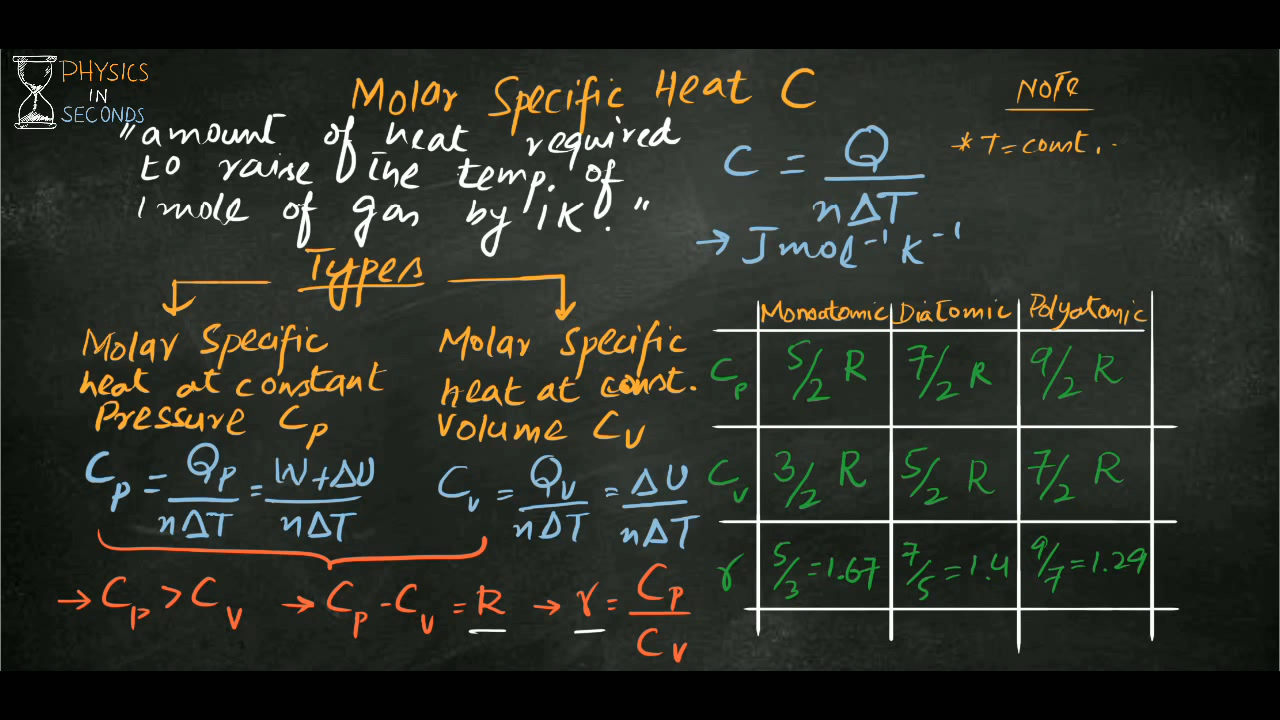 PHYSICS
IN
SECONDS
Molar Specific Heat C
"amount of heat required
to raise the temp. of
1 mole of gas by 1K."
C = Q / nΔT
→ Jmol⁻¹ K⁻¹
NOTE
* T = const.
Types
Molar Specific
heat at constant
Pressure Cp
Cp = Qp / nΔT = W+ΔU / nΔT
Molar Specific
heat at const.
Volume Cv
Cv = Qv / nΔT = ΔU / nΔT
→ Cp > Cv → Cp - Cv = R → γ = Cp / Cv
Monoatomic Diatomic Polyatomic
Cp 5/2 R 7/2 R 9/2 R
Cv 3/2 R 5/2 R 7/2 R
γ 5/3 = 1.67 7/5 = 1.4 9/7 = 1.29